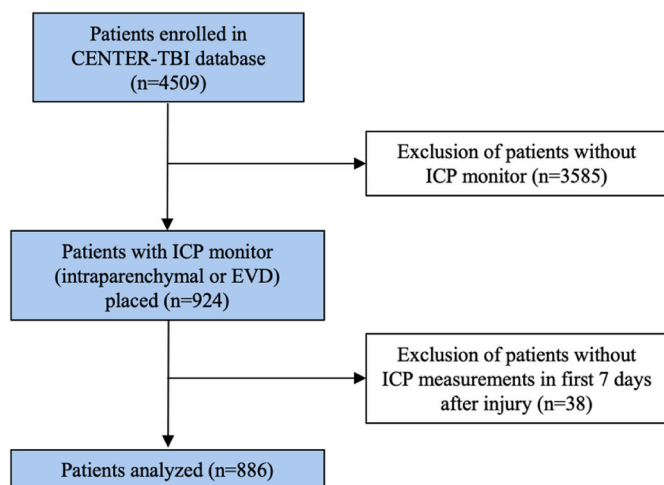 Patients enrolled in
CENTER-TBI database
(n=4509)
Exclusion of patients without
ICP monitor (n=3585)
Patients with ICP monitor
(intraparenchymal or EVD)
placed (n=924)
Exclusion of patients without
ICP measurements in first 7 days
after injury (n=38)
Patients analyzed (n=886)